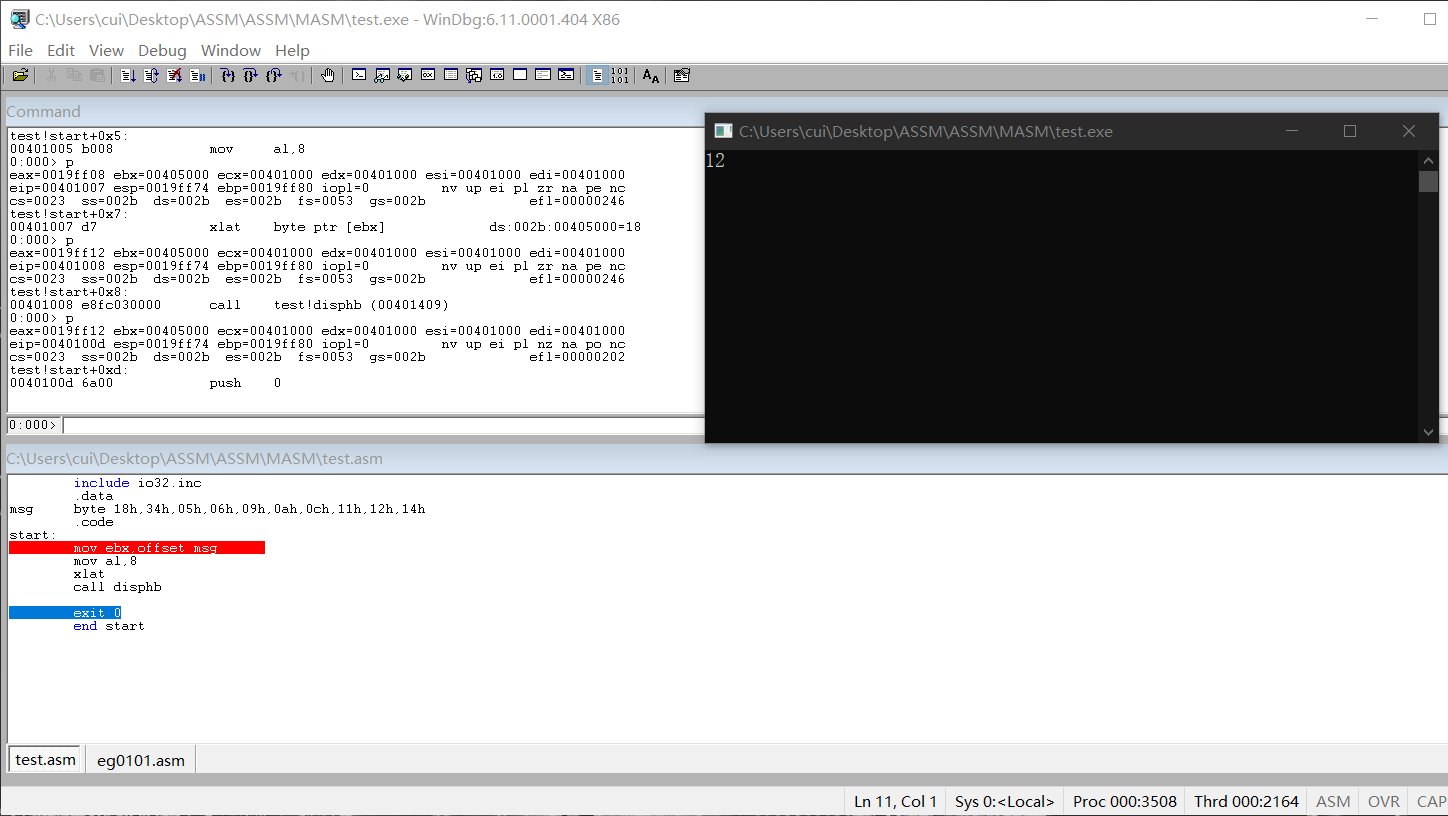 C:\Users\cui\Desktop\ASSM\ASSM\MASM\test.exe - WinDbg:6.11.0001.404 X86
File Edit View Debug Window Help
Command
test!start+0x5:
00401005 b008            mov     al,8
0:000> p
eax=0019ff08 ebx=00405000 ecx=00401000 edx=00401000 esi=00401000 edi=00401000
eip=00401007 esp=0019ff74 ebp=0019ff80 iopl=0         nv up ei pl zr na pe nc
cs=0023  ss=002b  ds=002b  es=002b  fs=0053  gs=002b             efl=00000246
test!start+0x7:
00401007 d7              xlat    byte ptr [ebx]          ds:002b:00405000=18
0:000> p
eax=0019ff12 ebx=00405000 ecx=00401000 edx=00401000 esi=00401000 edi=00401000
eip=00401008 esp=0019ff74 ebp=0019ff80 iopl=0         nv up ei pl zr na pe nc
cs=0023  ss=002b  ds=002b  es=002b  fs=0053  gs=002b             efl=00000246
test!start+0x8:
00401008 e8fc030000      call    test!disphb (00401409)
0:000> p
eax=0019ff12 ebx=00405000 ecx=00401000 edx=00401000 esi=00401000 edi=00401000
eip=0040100d esp=0019ff74 ebp=0019ff80 iopl=0         nv up ei pl nz na po nc
cs=0023  ss=002b  ds=002b  es=002b  fs=0053  gs=002b             efl=00000202
test!start+0xd:
0040100d 6a00            push    0
0:000>
C:\Users\cui\Desktop\ASSM\ASSM\MASM\test.exe
12
C:\Users\cui\Desktop\ASSM\ASSM\MASM\test.asm
include io32.inc
.data
msg     byte 18h,34h,05h,06h,09h,0ah,0ch,11h,12h,14h
.code
start:
mov ebx,offset msg
mov al,8
xlat
call disphb
exit 0
end start
test.asm eg0101.asm
Ln 11, Col 1 Sys 0:<Local> Proc 000:3508 Thrd 000:2164 ASM OVR CAP